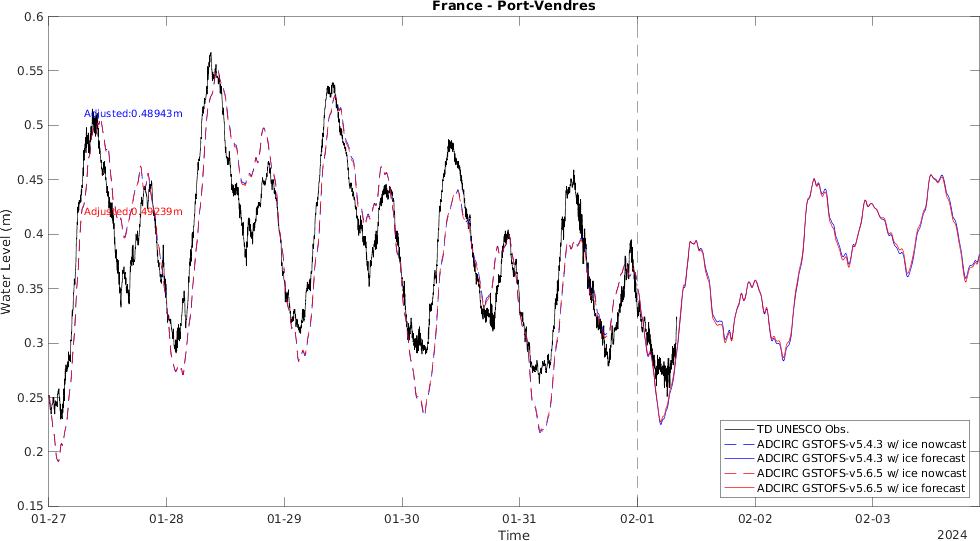 France - Port-Vendres
0.6
0.55
0.5
0.45
0.4
0.35
0.3
0.25
0.2
0.15
Water Level (m)
Adjusted:0.48943m
Adjusted:0.49239m
TD UNESCO Obs.
ADCIRC GSTOFS-v5.4.3 w/ ice nowcast
ADCIRC GSTOFS-v5.4.3 w/ ice forecast
ADCIRC GSTOFS-v5.6.5 w/ ice nowcast
ADCIRC GSTOFS-v5.6.5 w/ ice forecast
01-27 01-28 01-29 01-30 01-31 02-01 02-02 02-03
Time
2024